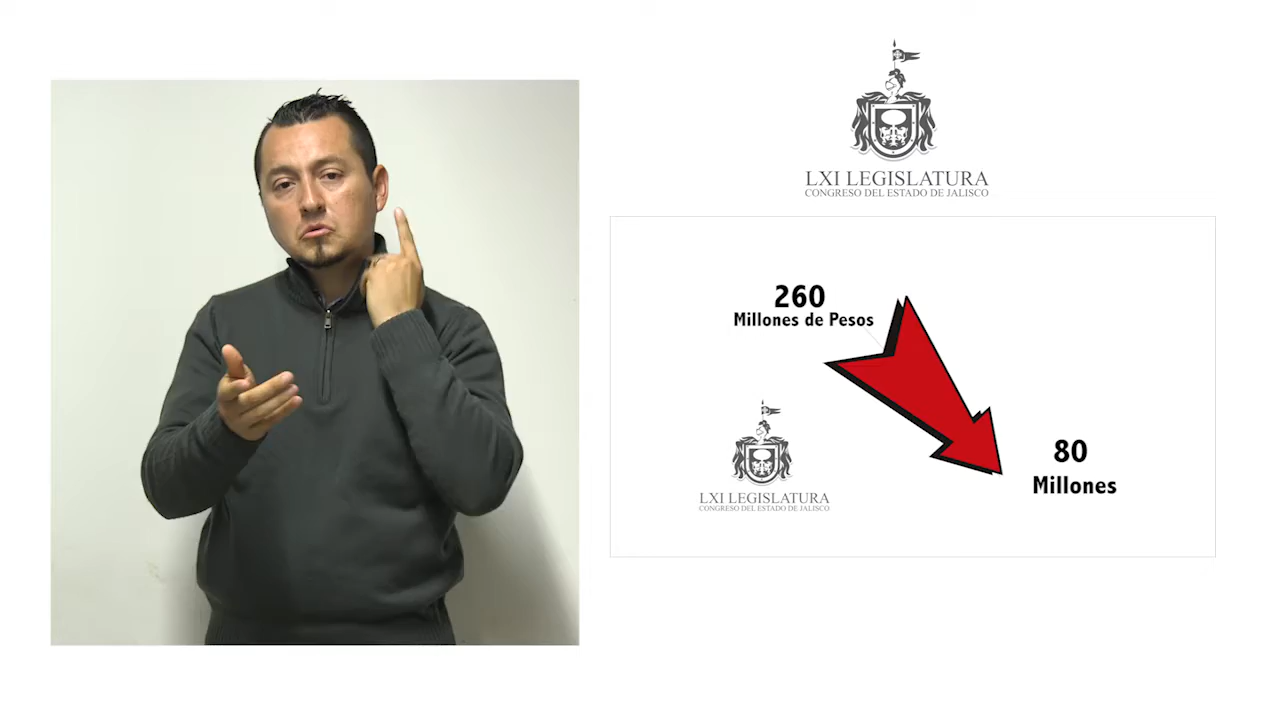 LXI LEGISLATURA
CONGRESO DEL ESTADO DE JALISCO
260
Millones de Pesos
80
Millones
LXI LEGISLATURA
CONGRESO DEL ESTADO DE JALISCO